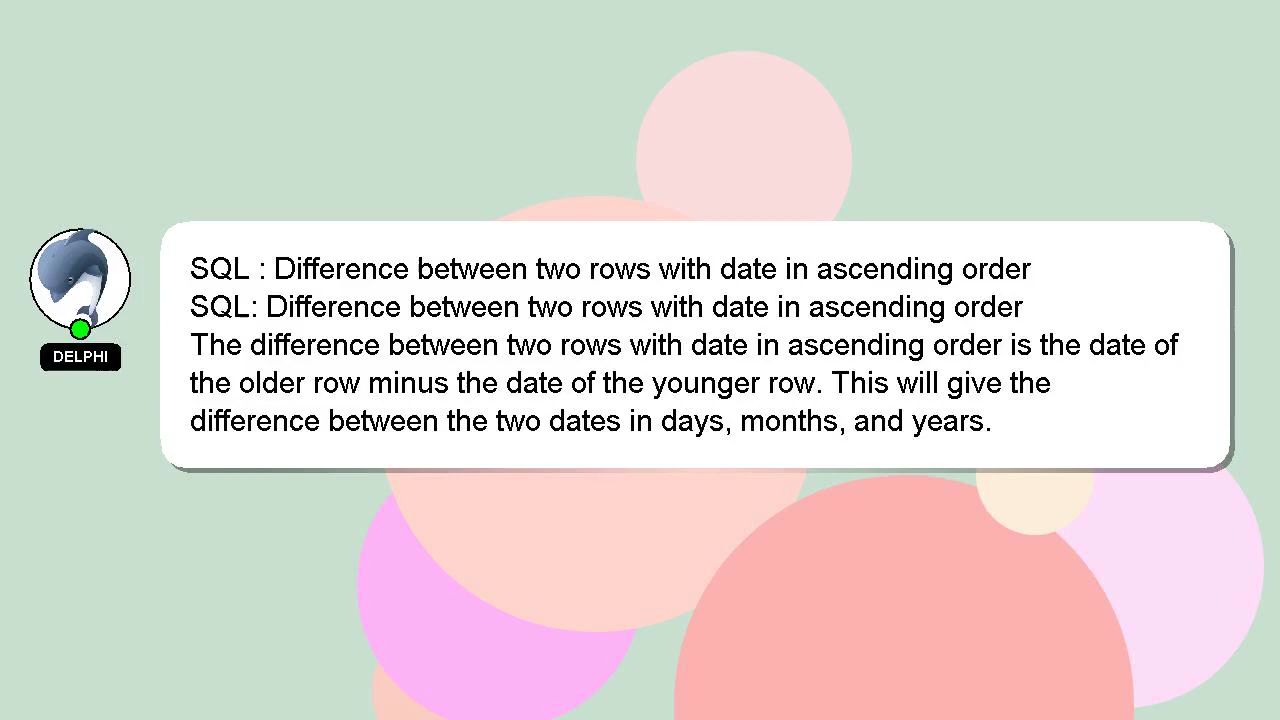 SQL : Difference between two rows with date in ascending order
SQL: Difference between two rows with date in ascending order
The difference between two rows with date in ascending order is the date of
the older row minus the date of the younger row. This will give the
difference between the two dates in days, months, and years.
DELPHI